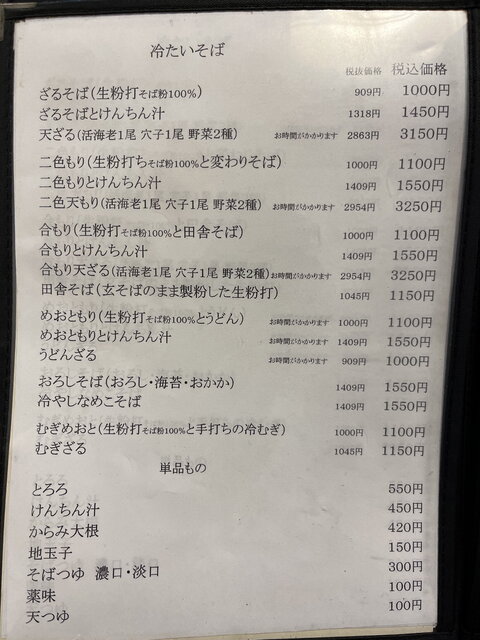 冷たいそば
税抜価格 税込価格
ざるそば(生粉打そば粉100%) 909円 1000円
ざるそばとけんちん汁 1318円 1450円
天ざる(活海老1尾 穴子1尾 野菜2種) お時間がかかります 2863円 3150円
二色もり(生粉打ちそば粉100%と変わりそば) 1000円 1100円
二色もりとけんちん汁 1409円 1550円
二色天もり(活海老1尾 穴子1尾 野菜2種) お時間がかかります 2954円 3250円
合もり(生粉打そば粉100%と田舎そば) 1000円 1100円
合もりとけんちん汁 1409円 1550円
合もり天ざる(活海老1尾 穴子1尾 野菜2種) お時間がかかります 2954円 3250円
田舎そば(玄そばのまま製粉した生粉打) 1045円 1150円
めおともり(生粉打そば粉100%とうどん) お時間がかかります 1000円 1100円
めおともりとけんちん汁 お時間がかかります 1409円 1550円
うどんざる お時間がかかります 909円 1000円
おろしそば(おろし・海苔・おかか) 1409円 1550円
冷やしなめこそば 1409円 1550円
むぎめおと(生粉打そば粉100%と手打ちの冷むぎ) 1000円 1100円
むぎざる 1045円 1150円
単品もの
とろろ 550円
けんちん汁 450円
からみ大根 420円
地玉子 150円
そばつゆ 濃口・淡口 300円
薬味 100円
天つゆ 100円